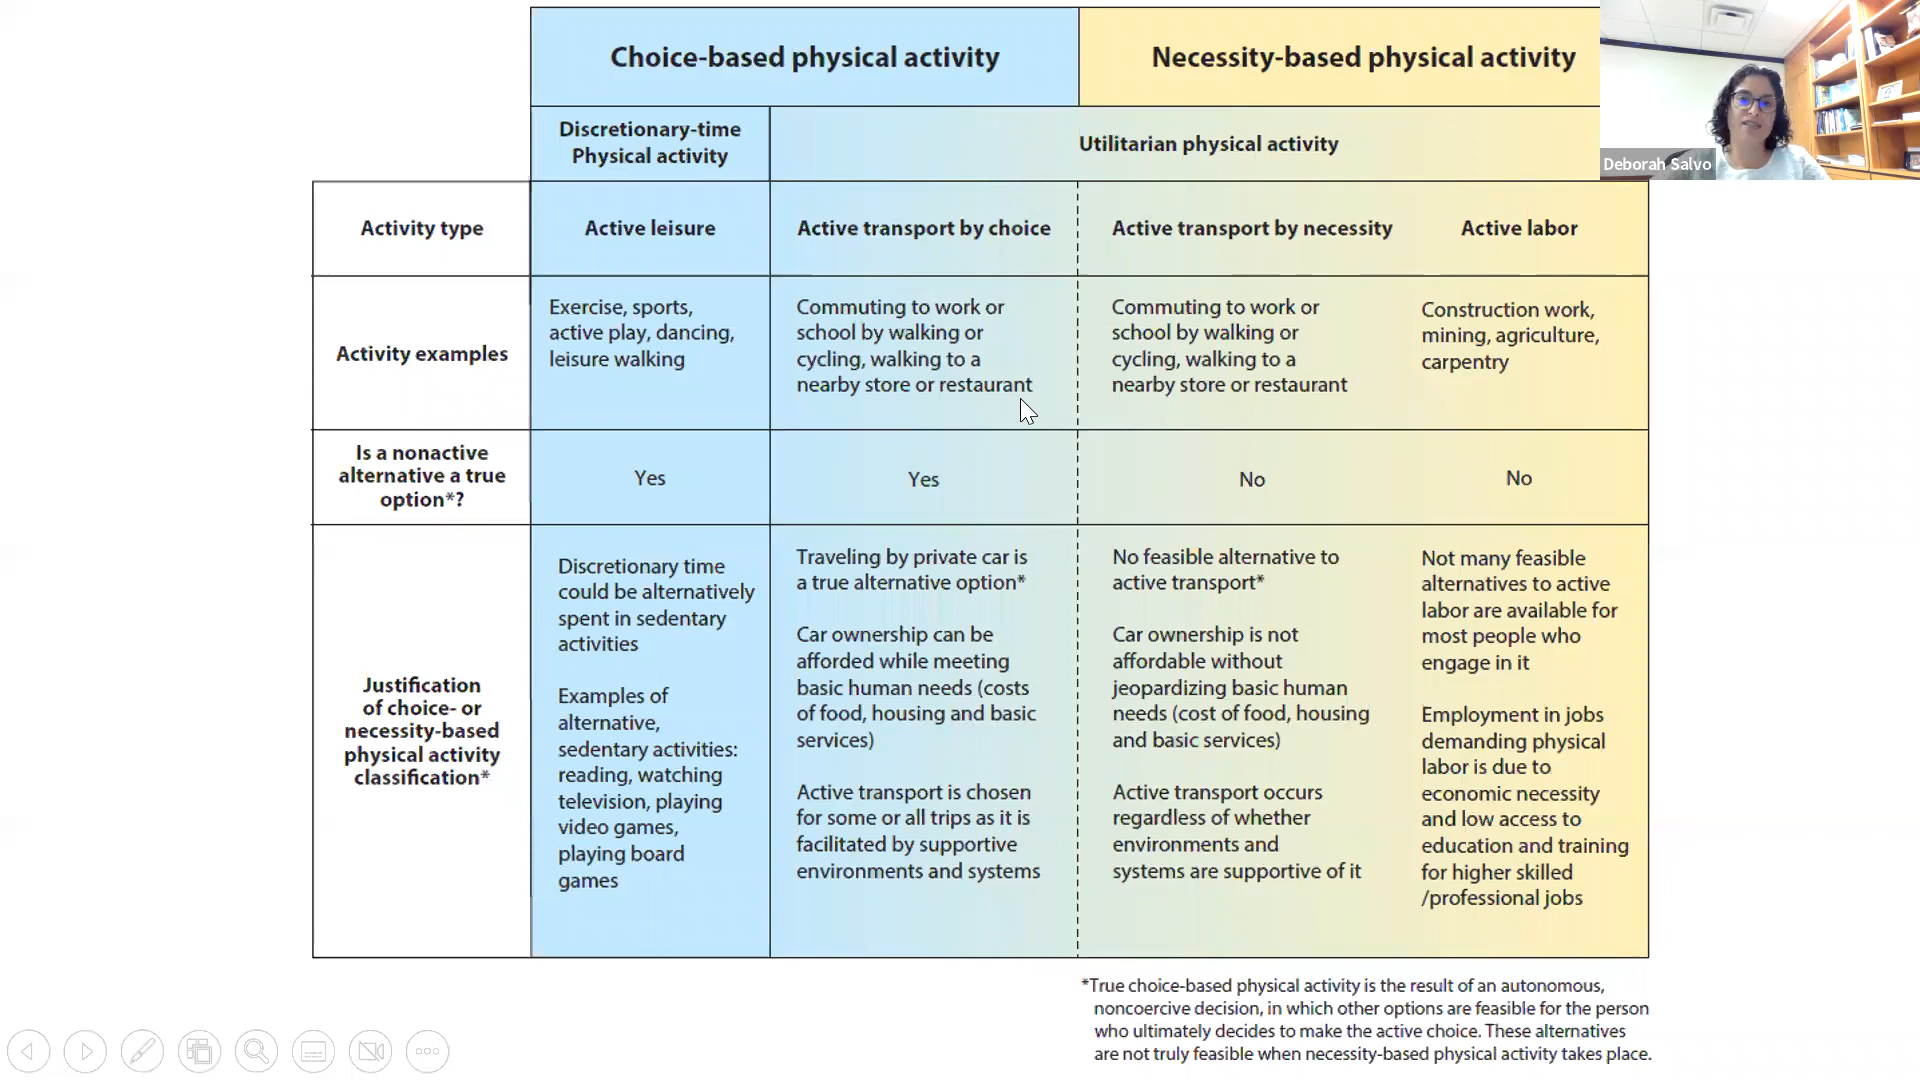 Choice-based physical activity
Necessity-based physical activity
Deborah Salvo
Discretionary-time
Physical activity
Utilitarian physical activity
Activity type
Active leisure
Active transport by choice
Active transport by necessity
Active labor
Activity examples
Exercise, sports,
active play, dancing,
leisure walking
Commuting to work or
school by walking or
cycling, walking to a
nearby store or restaurant
Commuting to work or
school by walking or
cycling, walking to a
nearby store or restaurant
Construction work,
mining, agriculture,
carpentry
Is a nonactive
alternative a true
option*?
Yes
Yes
No
No
Justification
of choice- or
necessity-based
physical activity
classification*
Discretionary time
could be alternatively
spent in sedentary
activities
Examples of
alternative,
sedentary activities:
reading, watching
television, playing
video games,
playing board
games
Traveling by private car is
a true alternative option*
Car ownership can be
afforded while meeting
basic human needs (costs
of food, housing and basic
services)
Active transport is chosen
for some or all trips as it is
facilitated by supportive
environments and systems
No feasible alternative to
active transport*
Car ownership is not
affordable without
jeopardizing basic human
needs (cost of food, housing
and basic services)
Active transport occurs
regardless of whether
environments and
systems are supportive of it
Not many feasible
alternatives to active
labor are available for
most people who
engage in it
Employment in jobs
demanding physical
labor is due to
economic necessity
and low access to
education and training
for higher skilled
/professional jobs
*True choice-based physical activity is the result of an autonomous,
noncoercive decision, in which other options are feasible for the person
who ultimately decides to make the active choice. These alternatives
are not truly feasible when necessity-based physical activity takes place.